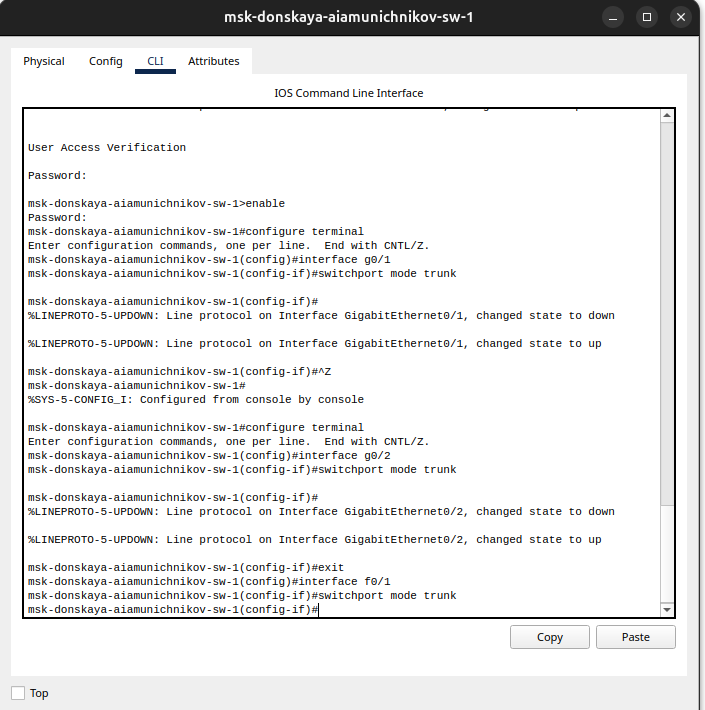 msk-donskaya-aiamunichnikov-sw-1
Physical Config CLI Attributes
IOS Command Line Interface
User Access Verification
Password:
msk-donskaya-aiamunichnikov-sw-1>enable
Password:
msk-donskaya-aiamunichnikov-sw-1#configure terminal
Enter configuration commands, one per line.  End with CNTL/Z.
msk-donskaya-aiamunichnikov-sw-1(config)#interface g0/1
msk-donskaya-aiamunichnikov-sw-1(config-if)#switchport mode trunk
msk-donskaya-aiamunichnikov-sw-1(config-if)#
%LINEPROTO-5-UPDOWN: Line protocol on Interface GigabitEthernet0/1, changed state to down
%LINEPROTO-5-UPDOWN: Line protocol on Interface GigabitEthernet0/1, changed state to up
msk-donskaya-aiamunichnikov-sw-1(config-if)#^Z
msk-donskaya-aiamunichnikov-sw-1#
%SYS-5-CONFIG_I: Configured from console by console
msk-donskaya-aiamunichnikov-sw-1#configure terminal
Enter configuration commands, one per line.  End with CNTL/Z.
msk-donskaya-aiamunichnikov-sw-1(config)#interface g0/2
msk-donskaya-aiamunichnikov-sw-1(config-if)#switchport mode trunk
msk-donskaya-aiamunichnikov-sw-1(config-if)#
%LINEPROTO-5-UPDOWN: Line protocol on Interface GigabitEthernet0/2, changed state to down
%LINEPROTO-5-UPDOWN: Line protocol on Interface GigabitEthernet0/2, changed state to up
msk-donskaya-aiamunichnikov-sw-1(config-if)#exit
msk-donskaya-aiamunichnikov-sw-1(config)#interface f0/1
msk-donskaya-aiamunichnikov-sw-1(config-if)#switchport mode trunk
msk-donskaya-aiamunichnikov-sw-1(config-if)#
Copy Paste
Top